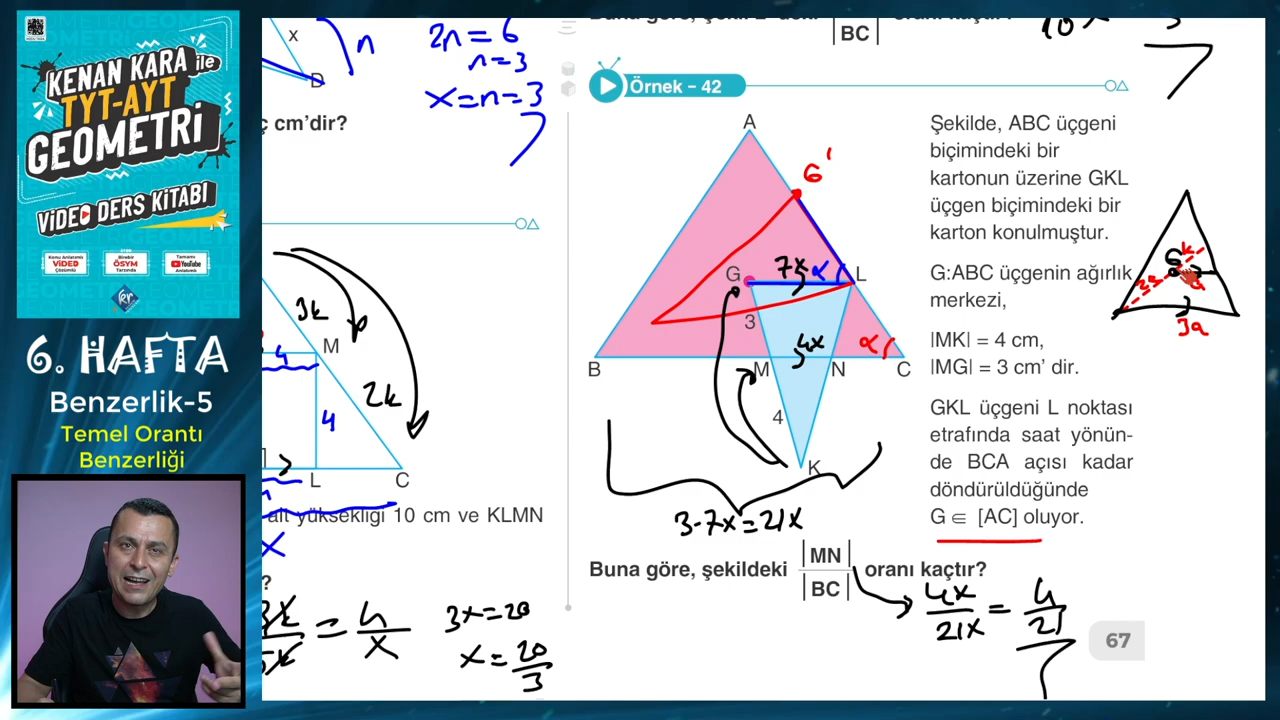 KENAN KARA ile
TYT-AYT
GEOMETRİ
VİDEO DERS KİTABI
6. HAFTA
Benzerlik-5
Temel Orantı
Benzerliği
x
n
D
2n = 6
n = 3
x = n = 3
ç cm'dir?
3k
4
M
2k
4
L
C
alt yüksekliği 10 cm ve KLMN
?
= 4/x
3x = 20
x = 20/3
BC
Örnek - 42
A
G'
G
7x
α
L
3
4x
α
B
M
N
C
4
K
3·7x = 21x
Şekilde, ABC üçgeni
biçimindeki bir
kartonun üzerine GKL
üçgen biçimindeki bir
karton konulmuştur.
G:ABC üçgenin ağırlık
merkezi,
|MK| = 4 cm,
|MG| = 3 cm' dir.
GKL üçgeni L noktası
etrafında saat yönün-
de BCA açısı kadar
döndürüldüğünde
G ∈ [AC] oluyor.
G
k
3a
Buna göre, şekildeki |MN| / |BC| oranı kaçtır?
4x/21x = 4/21
67